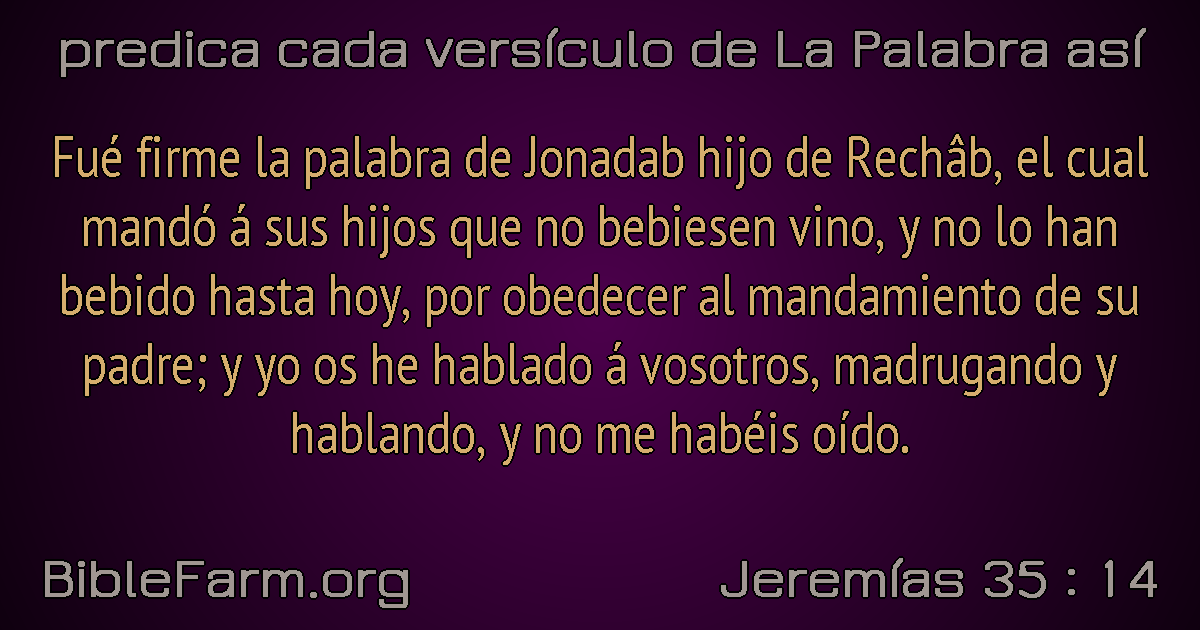 predica cada versículo de La Palabra así
Fué firme la palabra de Jonadab hijo de Rechâb, el cual
mandó á sus hijos que no bebiesen vino, y no lo han
bebido hasta hoy, por obedecer al mandamiento de su
padre; y yo os he hablado á vosotros, madrugando y
hablando, y no me habéis oído.
BibleFarm.org
Jeremías 35 : 14